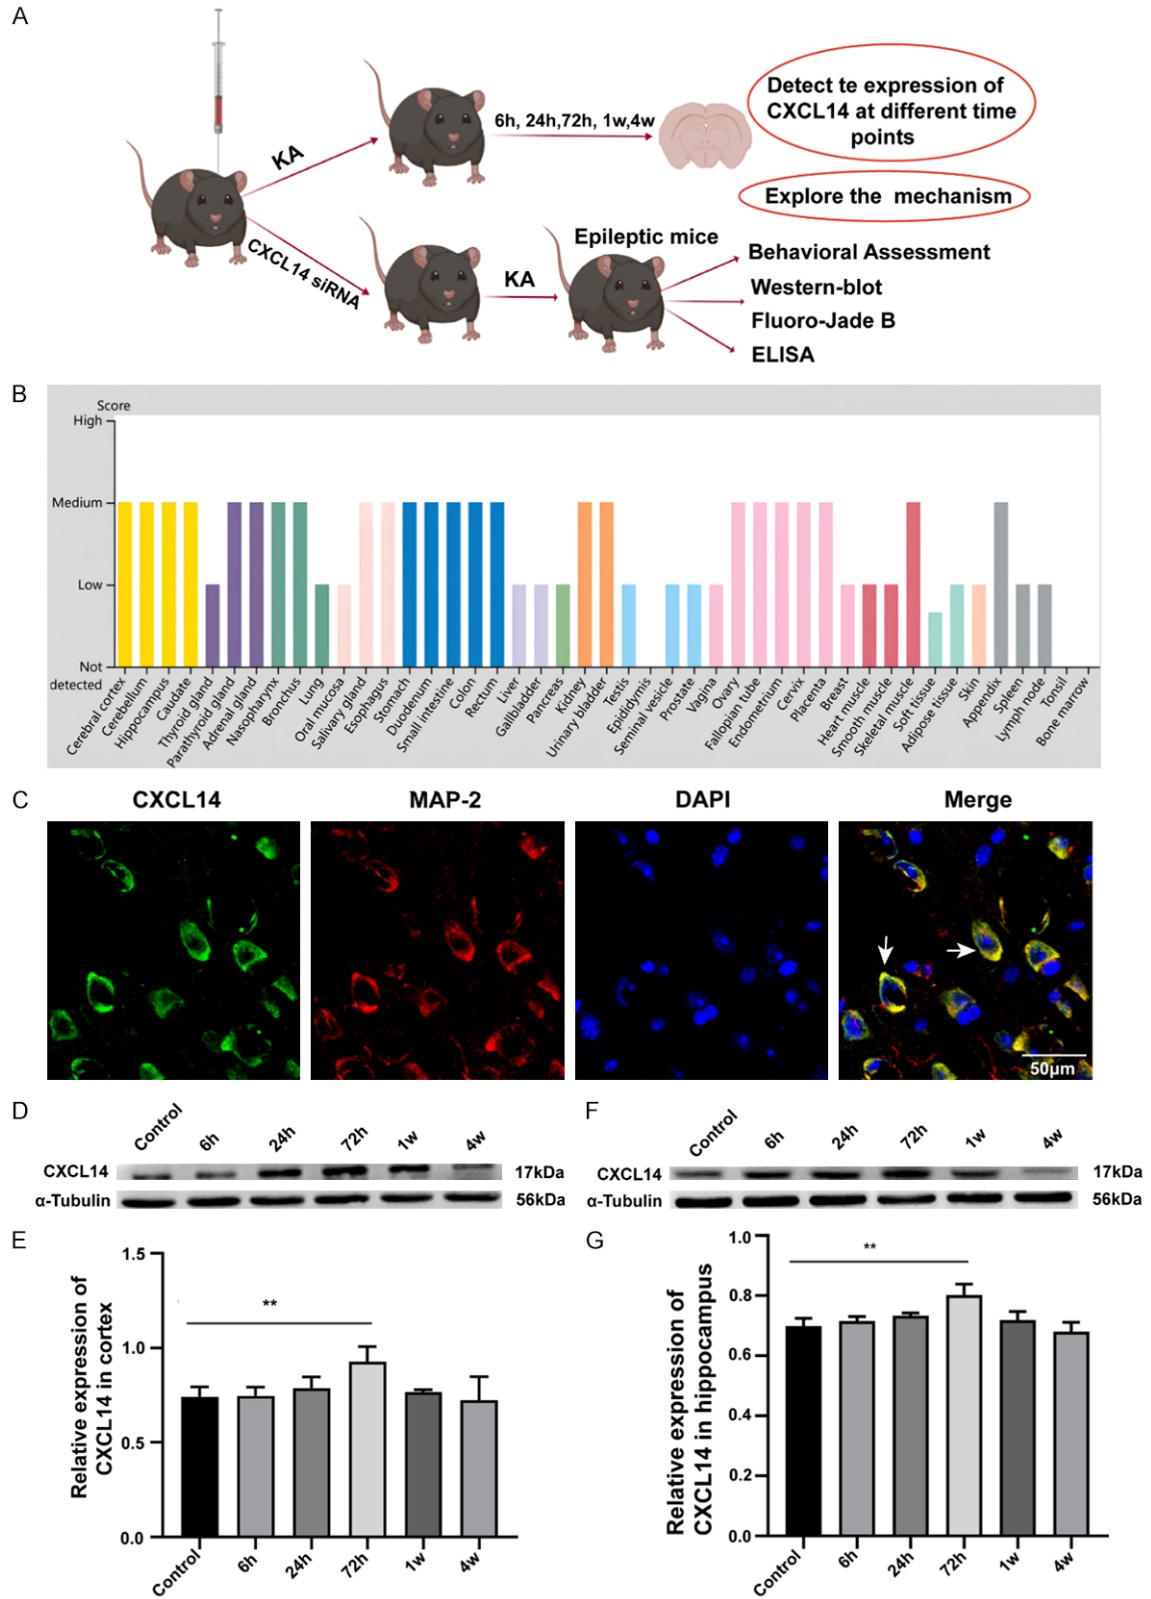 A
KA
CXCL14 siRNA
6h, 24h,72h, 1w,4w
Detect te expression of
CXCL14 at different time
points
Explore the mechanism
Epileptic mice
KA
Behavioral Assessment
Western-blot
Fluoro-Jade B
ELISA
B
Score
High
Medium
Low
Not
detected
Cerebral cortex
Cerebellum
Hippocampus
Caudate
Thyroid gland
Parathyroid gland
Adrenal gland
Nasopharynx
Bronchus
Lung
Oral mucosa
Salivary gland
Esophagus
Stomach
Duodenum
Small intestine
Colon
Rectum
Liver
Gallbladder
Pancreas
Kidney
Urinary bladder
Testis
Epididymis
Seminal vesicle
Prostate
Vagina
Ovary
Fallopian tube
Endometrium
Cervix
Placenta
Breast
Heart muscle
Smooth muscle
Skeletal muscle
Soft tissue
Adipose tissue
Skin
Appendix
Spleen
Lymph node
Tonsil
Bone marrow
C
CXCL14 MAP-2 DAPI Merge
50μm
D
Control 6h 24h 72h 1w 4w
CXCL14 17kDa
α-Tubulin 56kDa
F
Control 6h 24h 72h 1w 4w
CXCL14 17kDa
α-Tubulin 56kDa
E
Relative expression of
CXCL14 in cortex
1.5
1.0
0.5
0.0
**
Control 6h 24h 72h 1w 4w
G
Relative expression of
CXCL14 in hippocampus
1.0
0.8
0.6
0.4
0.2
0.0
**
Control 6h 24h 72h 1w 4w